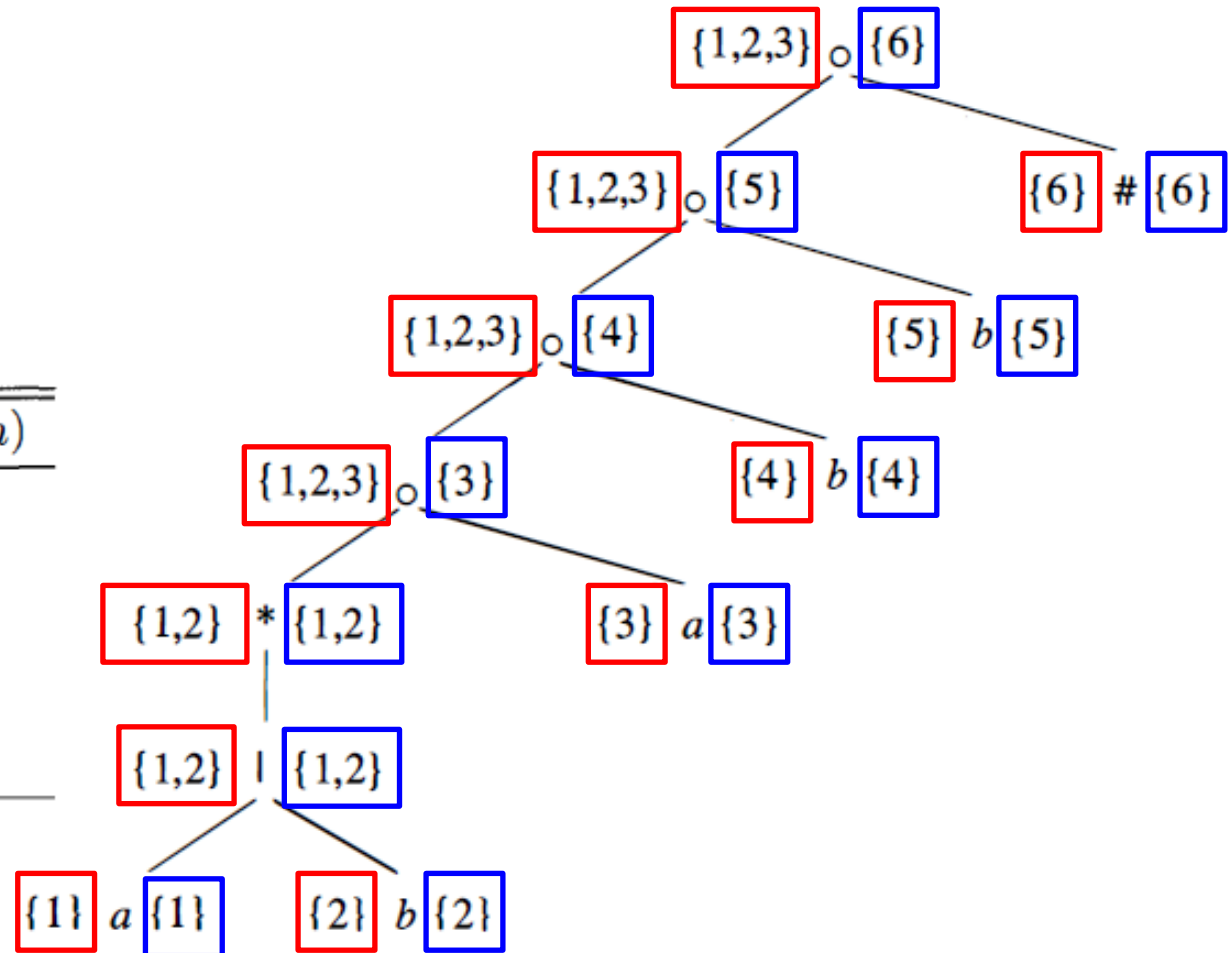 {1,2,3} ○ {6}
{1,2,3} ○ {5} {6} # {6}
{1,2,3} ○ {4} {5} b {5}
)
{1,2,3} ○ {3} {4} b {4}
{1,2} * {1,2} {3} a {3}
{1,2} | {1,2}
{1} a {1} {2} b {2}